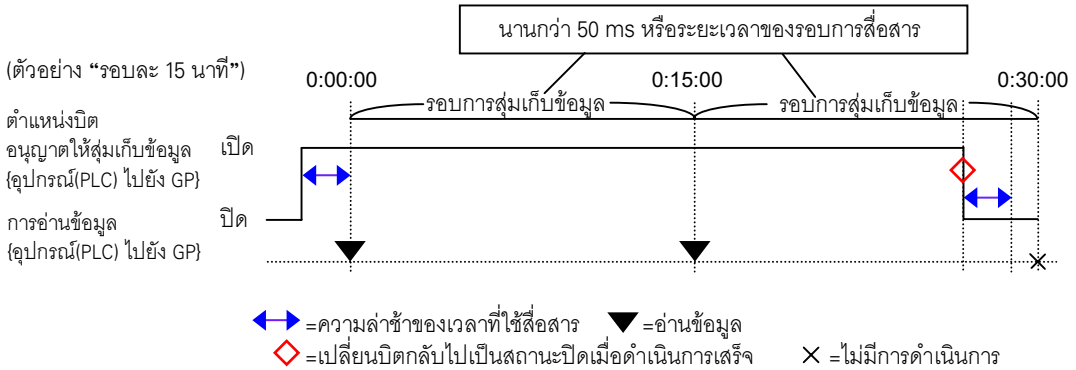 นานกว่า 50 ms หรือระยะเวลาของรอบการสื่อสาร
(ตัวอย่าง “รอบละ 15 นาที”)
0:00:00 0:15:00 0:30:00
รอบการสุ่มเก็บข้อมูล รอบการสุ่มเก็บข้อมูล
ตำแหน่งบิต
อนุญาตให้สุ่มเก็บข้อมูล เปิด
{อุปกรณ์(PLC) ไปยัง GP}
การอ่านข้อมูล ปิด
{อุปกรณ์(PLC) ไปยัง GP}
=ความล่าช้าของเวลาที่ใช้สื่อสาร =อ่านข้อมูล
=เปลี่ยนบิตกลับไปเป็นสถานะปิดเมื่อดำเนินการเสร็จ =ไม่มีการดำเนินการ